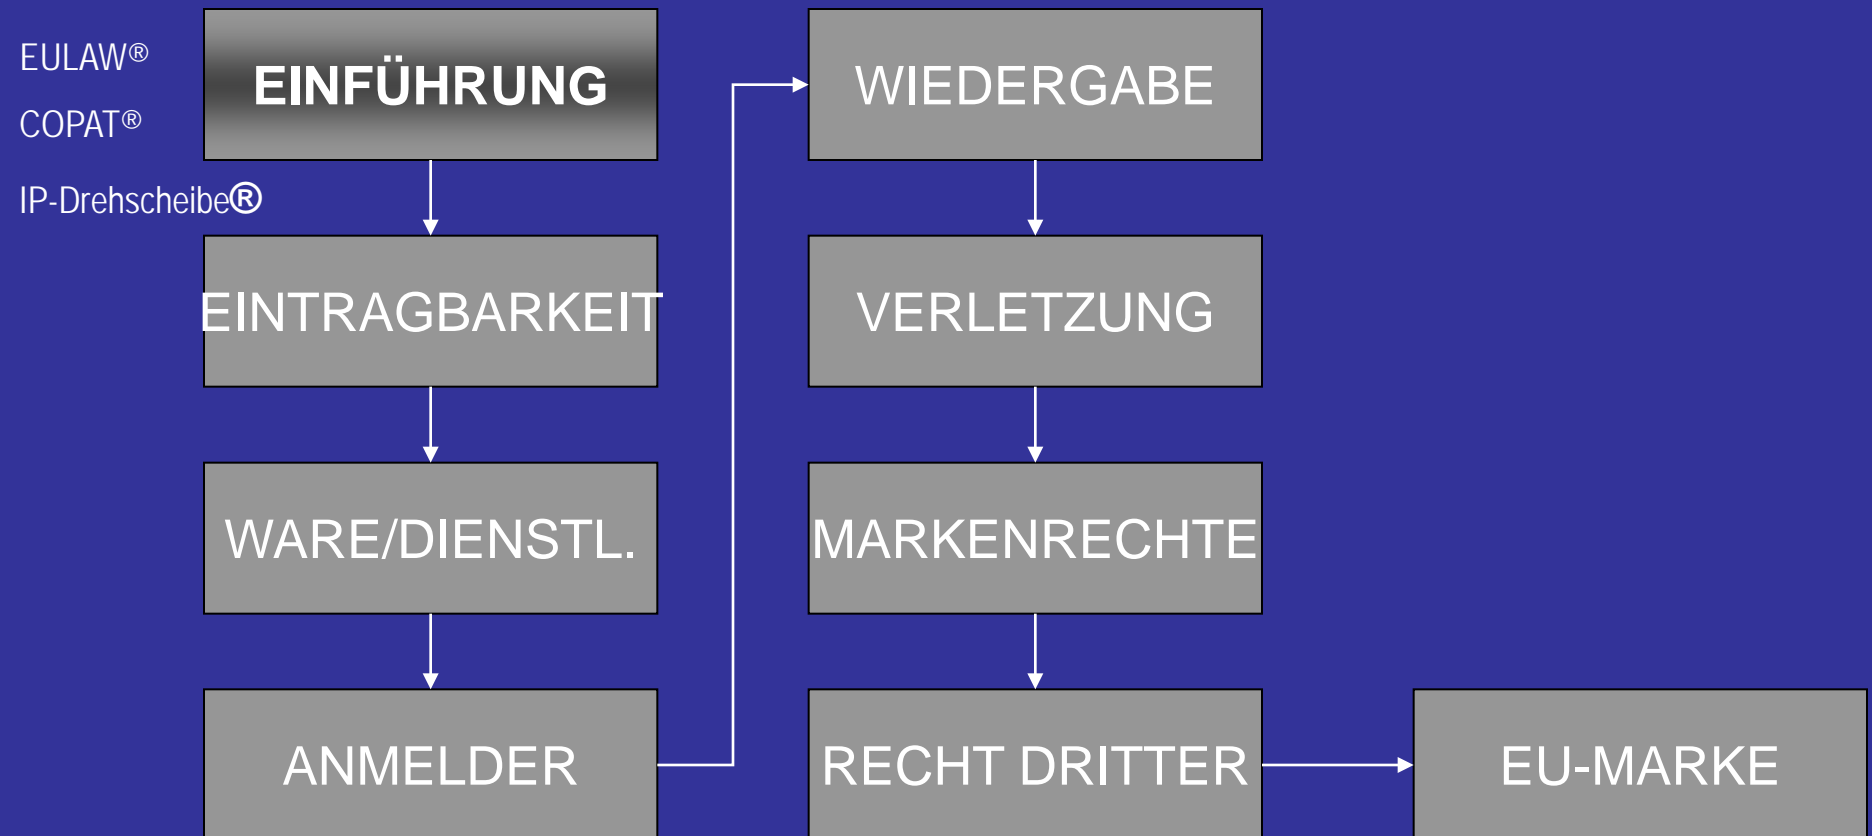 EULAW®
COPAT®
IP-Drehscheibe®
EINFÜHRUNG
EINTRAGBARKEIT
WARE/DIENSTL.
ANMELDER
WIEDERGABE
VERLETZUNG
MARKENRECHTE
RECHT DRITTER
EU-MARKE